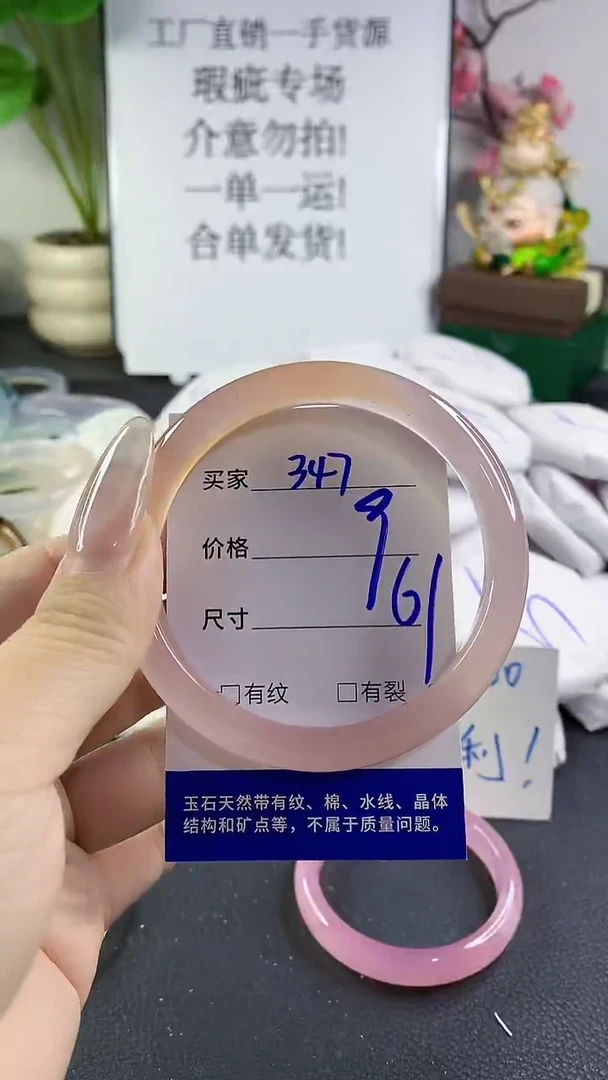 工厂直销一手货源
瑕疵专场
介意勿拍!
一单一运!
合单发货!
买家 347
价格 9
尺寸 61
□有纹 □有裂
利!
玉石天然带有纹、棉、水线、晶体
结构和矿点等，不属于质量问题。